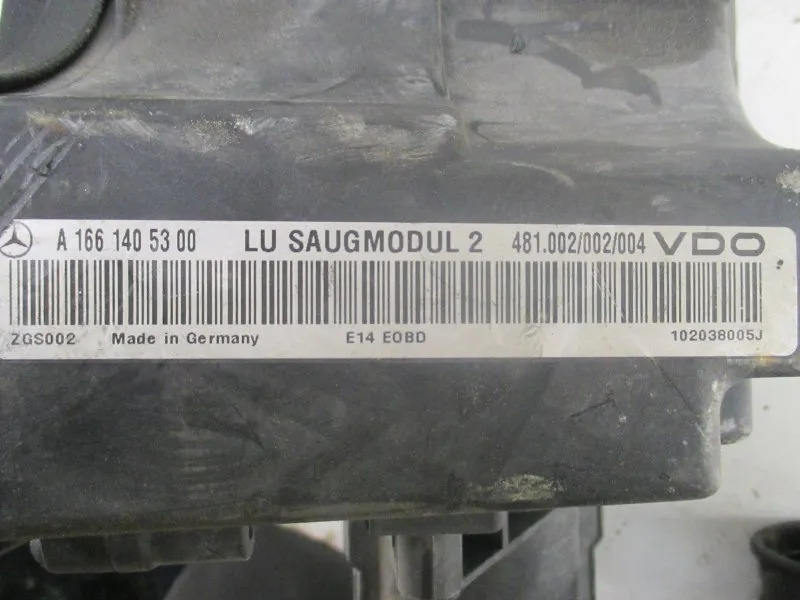 A 166 140 53 00 LU SAUGMODUL 2 481.002/002/004 VDO
ZGS002 Made in Germany E14 EOBD 102038005J